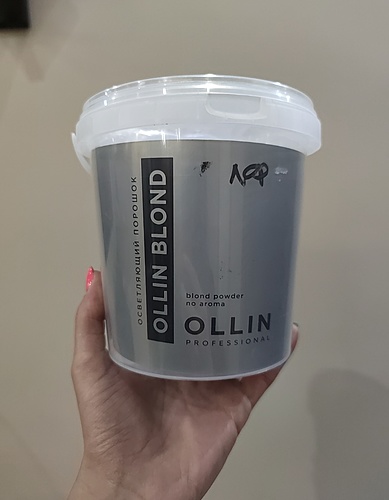 ОСВЕТЛЯЮЩИЙ ПОРОШОК
OLLIN BLOND
blond powder
no aroma
OLLIN
PROFESSIONAL